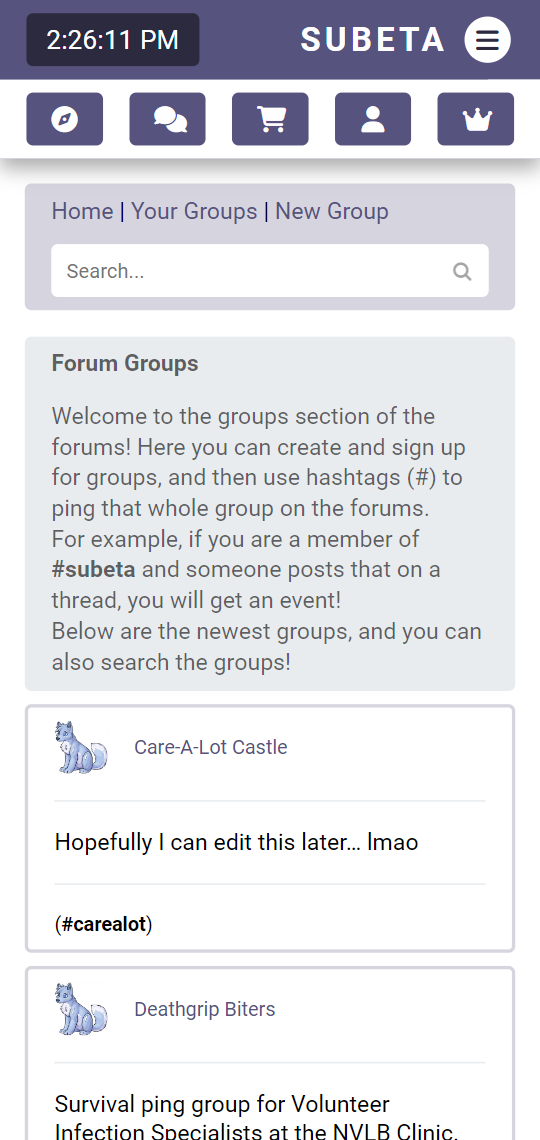 2:26:11 PM
SUBETA
Home | Your Groups | New Group
Search...
Forum Groups
Welcome to the groups section of the
forums! Here you can create and sign up
for groups, and then use hashtags (#) to
ping that whole group on the forums.
For example, if you are a member of
#subeta and someone posts that on a
thread, you will get an event!
Below are the newest groups, and you can
also search the groups!
Care-A-Lot Castle
Hopefully I can edit this later... lmao
(#carealot)
Deathgrip Biters
Survival ping group for Volunteer
Infection Specialists at the NVLB Clinic.